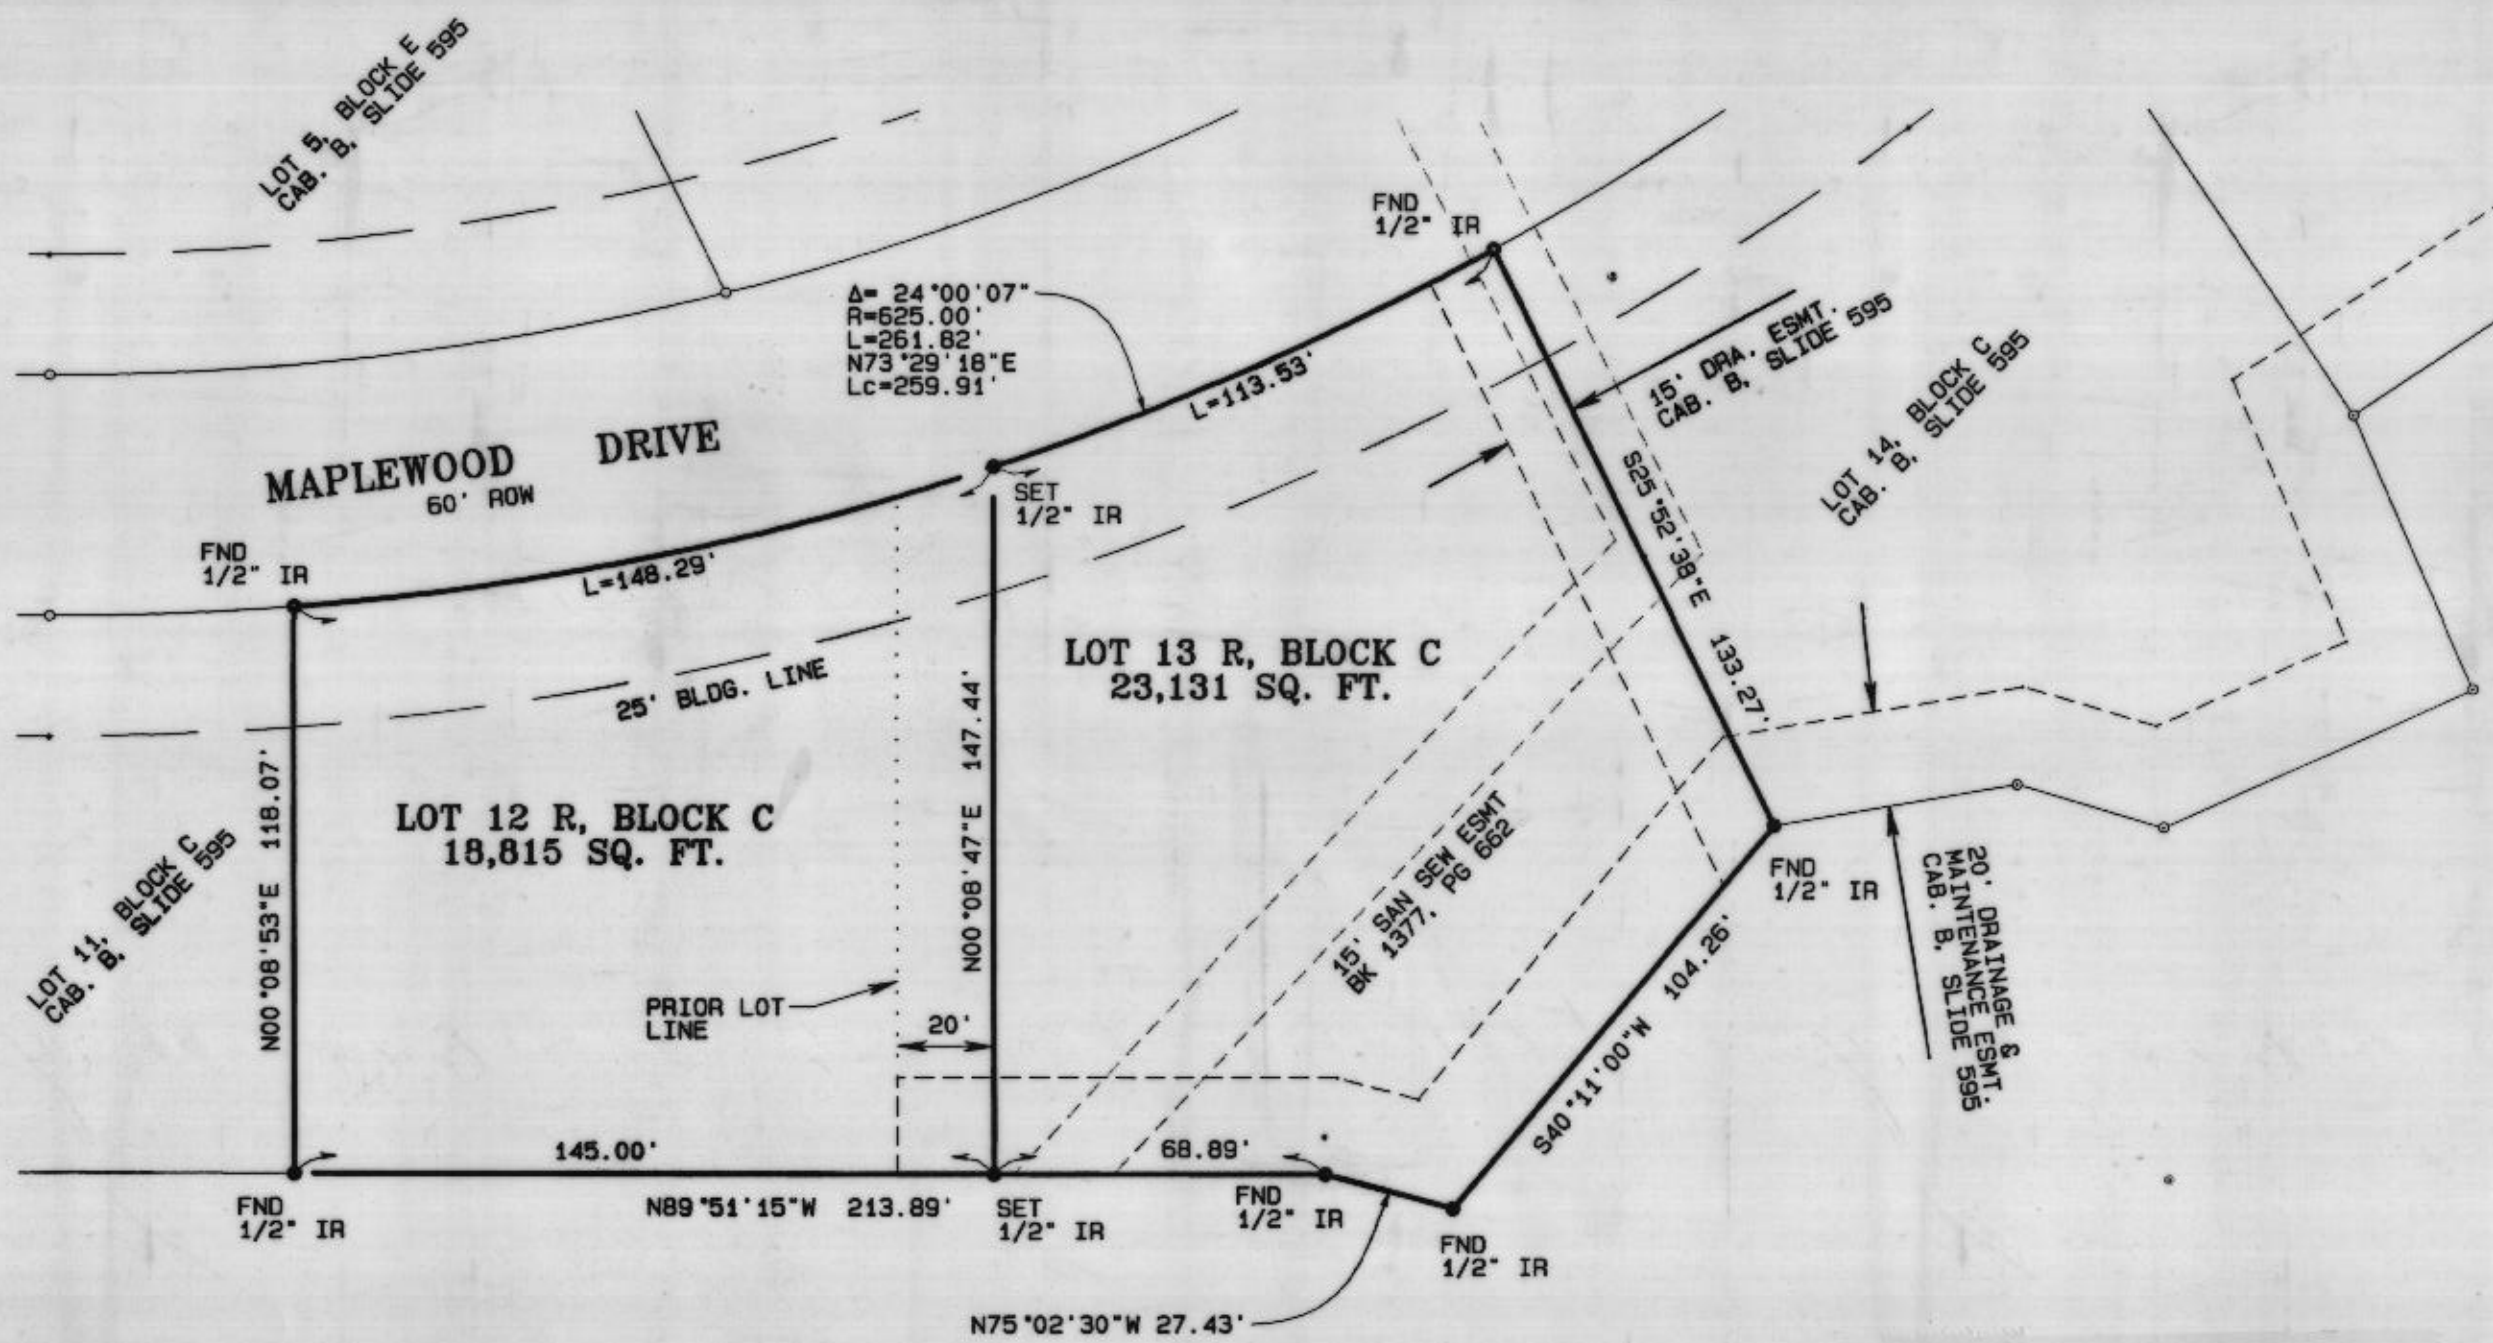 LOT 5, BLOCK E
CAB. B, SLIDE 595
FND
1/2" IR
Δ= 24°00'07"
R=625.00'
L=261.82'
N73°29'18"E
Lc=259.91'
L=113.53'
15' DRA. ESMT.
CAB. B, SLIDE 595
LOT 14, BLOCK C
CAB. B, SLIDE 595
MAPLEWOOD DRIVE
60' ROW
SET
1/2" IR
FND
1/2" IR
L=148.29'
S25°52'38"E 133.27'
LOT 13 R, BLOCK C
23,131 SQ. FT.
25' BLDG. LINE
N00°08'53"E 118.07'
N00°08'47"E 147.44'
LOT 12 R, BLOCK C
18,815 SQ. FT.
LOT 11, BLOCK C
CAB. B, SLIDE 595
15' SAN SEW ESMT
BK 1377, PG 662
FND
1/2" IR
20' DRAINAGE &
MAINTENANCE ESMT.
CAB. B, SLIDE 595
PRIOR LOT
LINE
20'
104.26'
S40°11'00"W
145.00'
68.89'
FND
1/2" IR
N89°51'15"W 213.89'
SET
1/2" IR
FND
1/2" IR
FND
1/2" IR
N75°02'30"W 27.43'